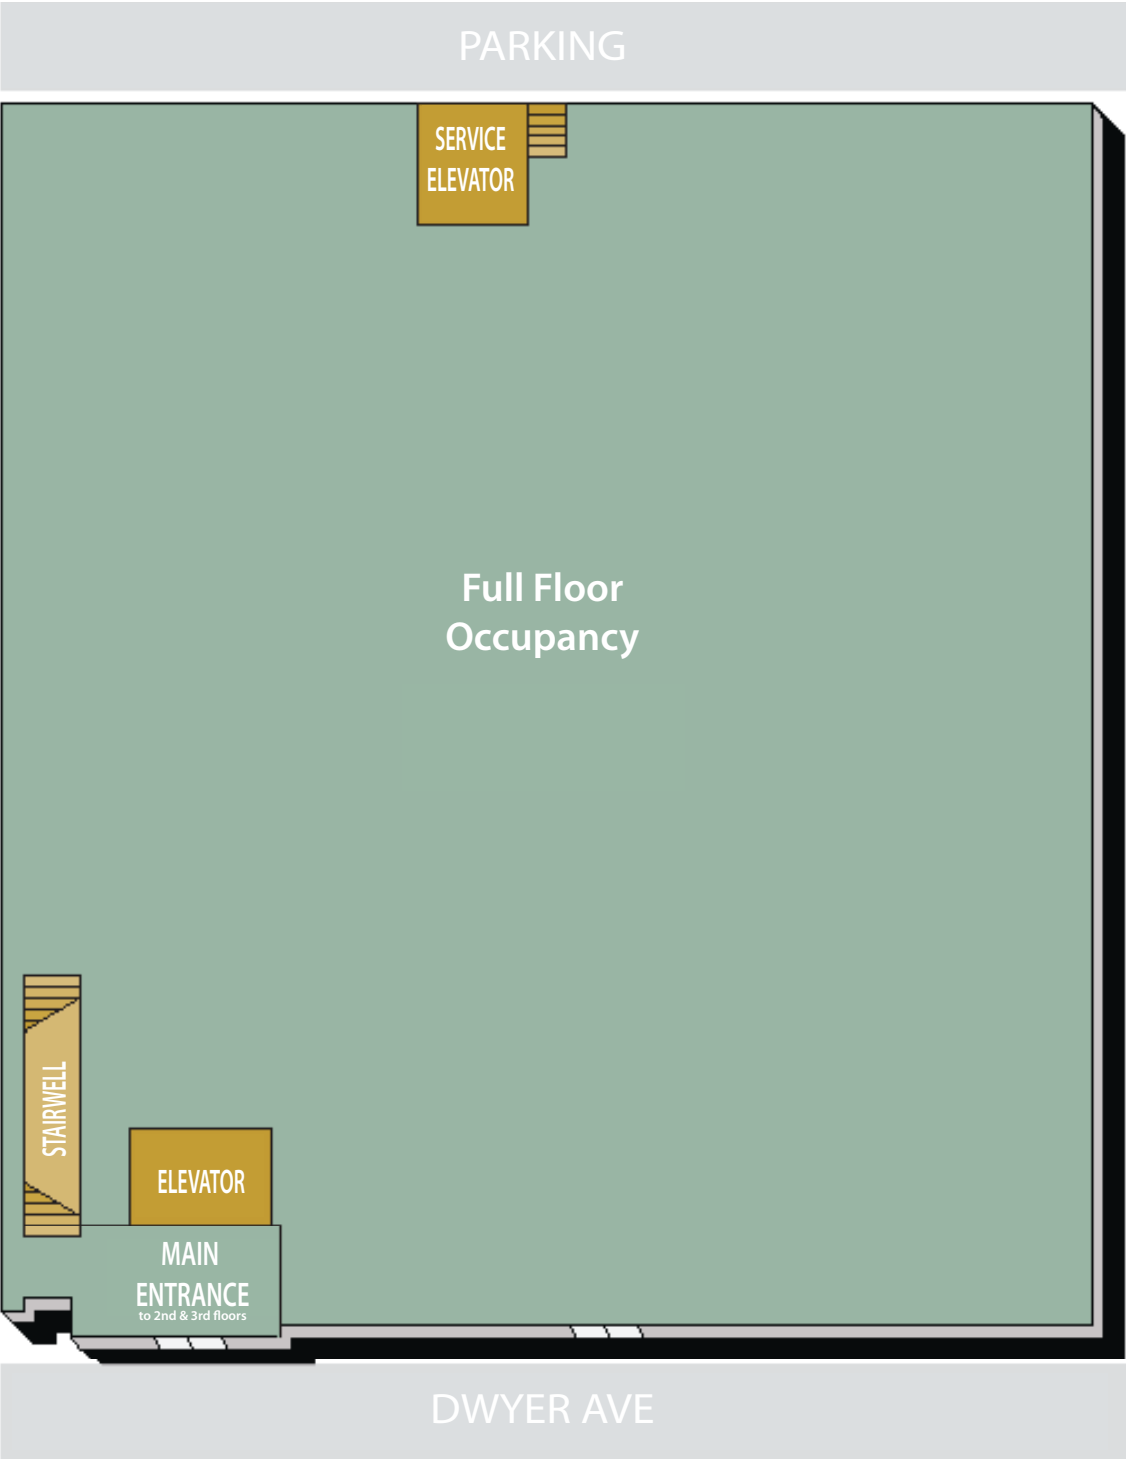 PARKING
SERVICE
ELEVATOR
Full Floor
Occupancy
STAIRWELL
ELEVATOR
MAIN
ENTRANCE
to 2nd & 3rd floors
DWYER AVE